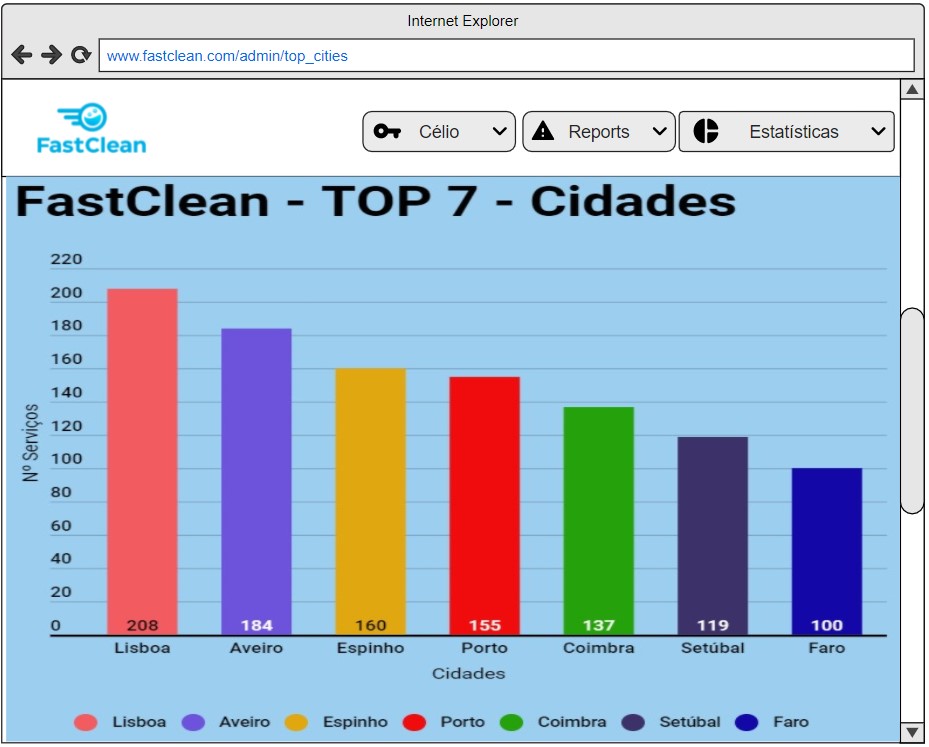 Internet Explorer
www.fastclean.com/admin/top_cities
FastClean
Célio
Reports
Estatísticas
FastClean - TOP 7 - Cidades
220
200
180
160
140
120
100
80
60
40
20
0
Nº Serviços
208 184 160 155 137 119 100
Lisboa Aveiro Espinho Porto Coimbra Setúbal Faro
Cidades
Lisboa Aveiro Espinho Porto Coimbra Setúbal Faro